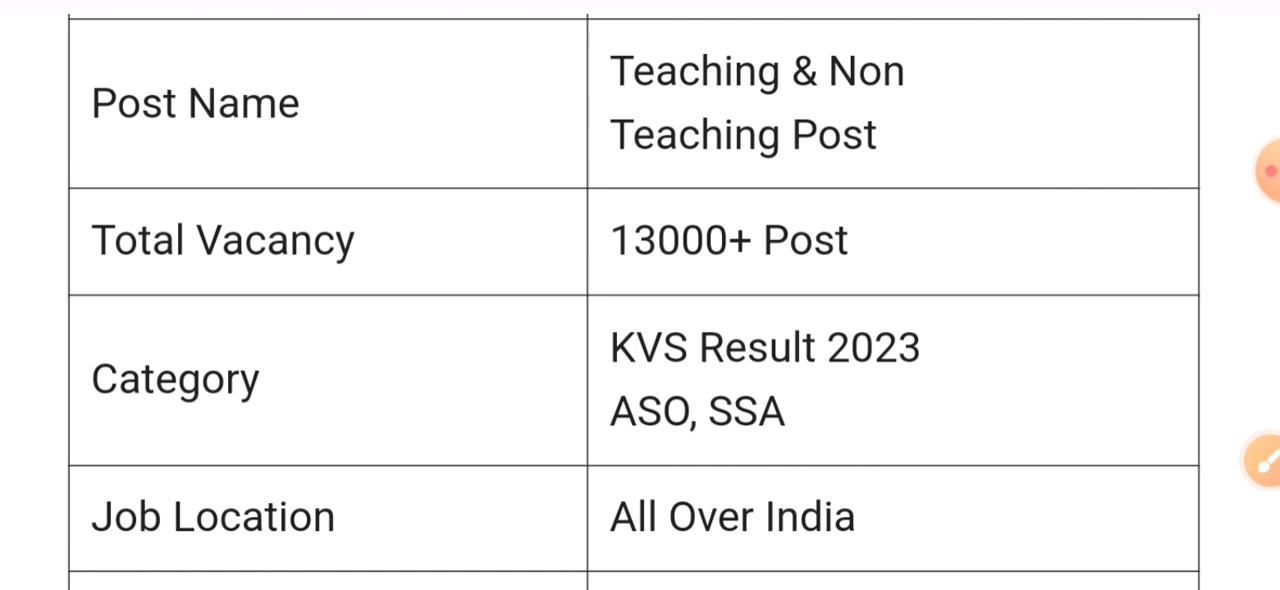 Post Name
Teaching & Non
Teaching Post
Total Vacancy
13000+ Post
Category
KVS Result 2023
ASO, SSA
Job Location
All Over India